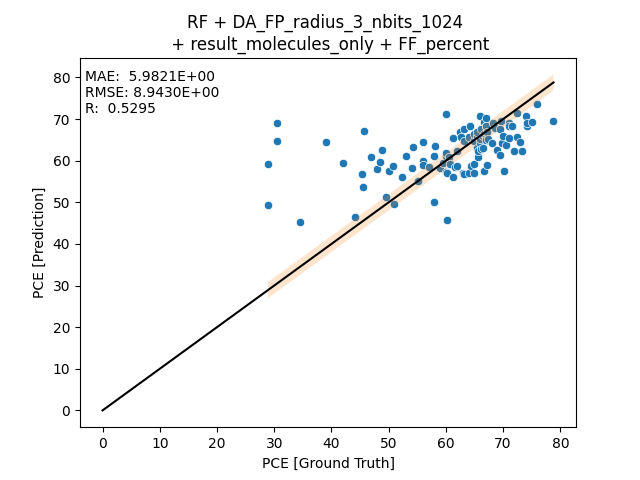 RF + DA_FP_radius_3_nbits_1024
+ result_molecules_only + FF_percent
MAE:  5.9821E+00
RMSE: 8.9430E+00
R:  0.5295
80
70
60
50
40
30
20
10
0
PCE [Prediction]
0 10 20 30 40 50 60 70 80
PCE [Ground Truth]